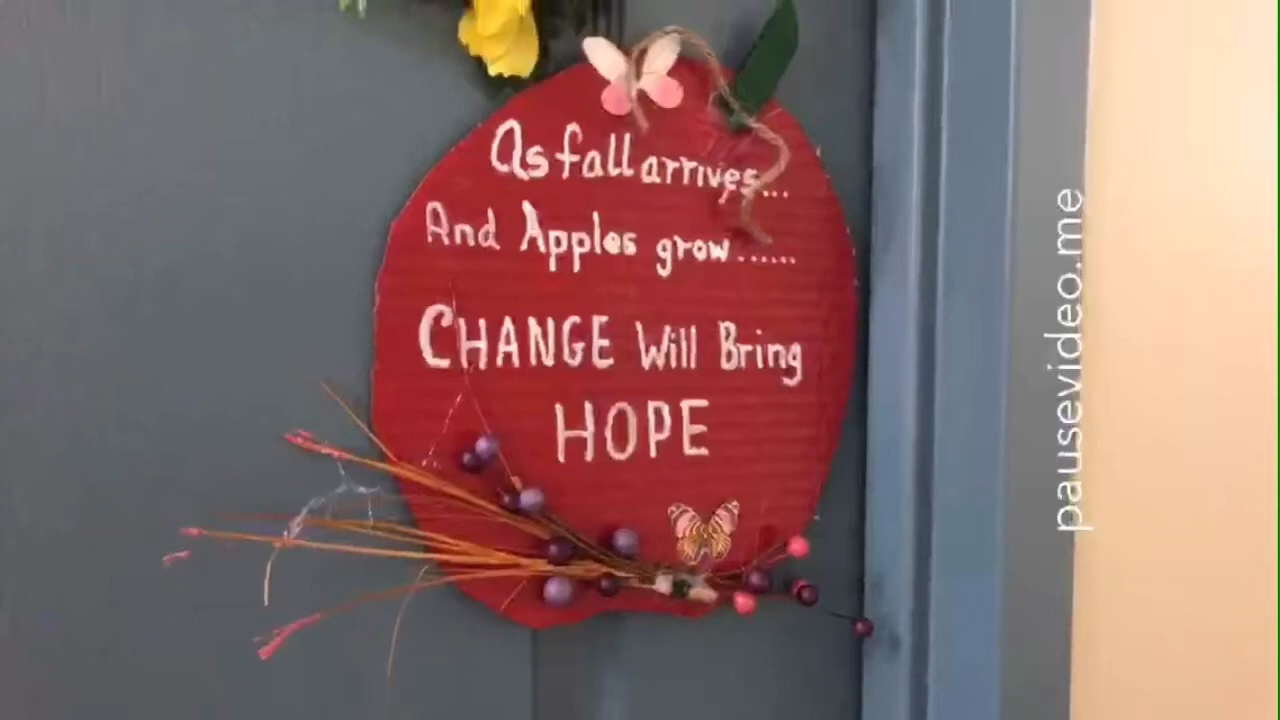 As fall arrives...
And Apples grow......
CHANGE Will Bring
HOPE
pausevideo.me